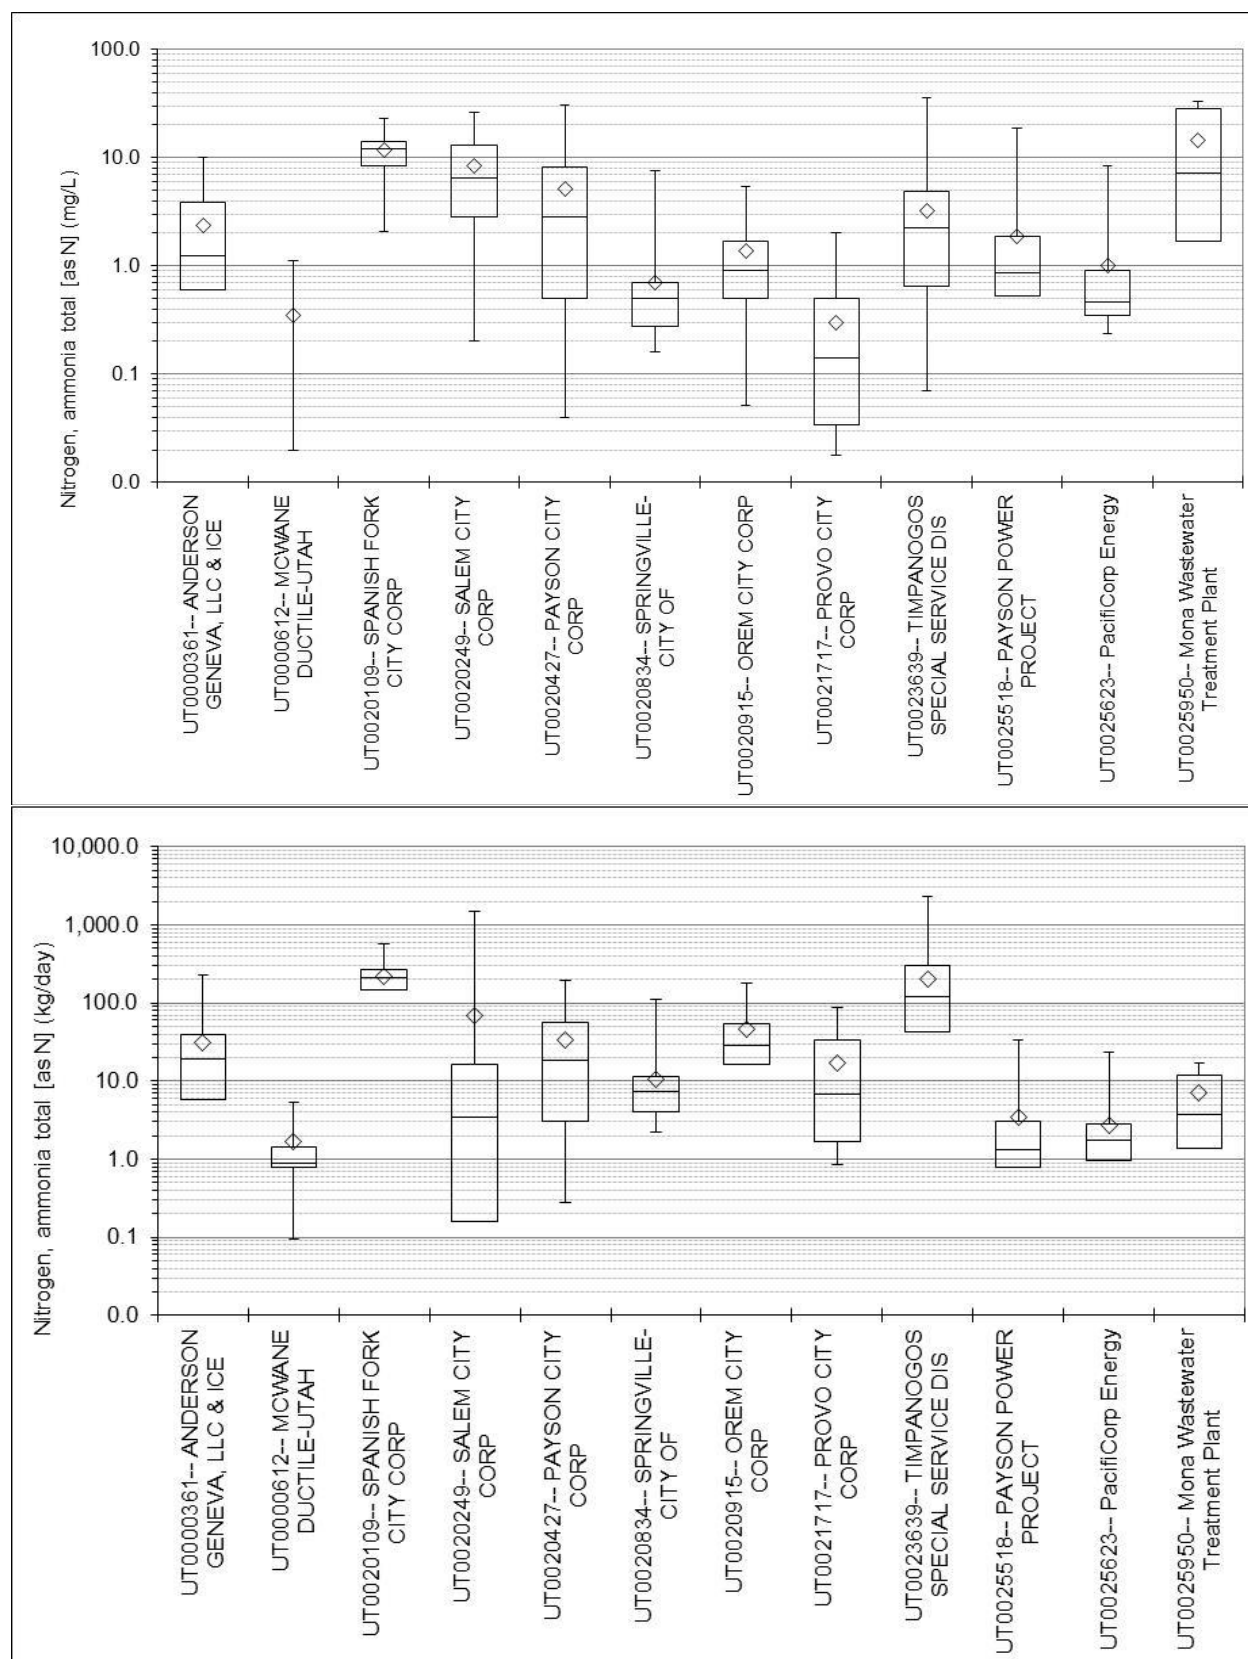 Nitrogen, ammonia total [as N] (mg/L)
100.0
10.0
1.0
0.1
0.0
UT0000361-- ANDERSON
GENEVA, LLC & ICE
UT0000612-- MCWANE
DUCTILE-UTAH
UT0020109-- SPANISH FORK
CITY CORP
UT0020249-- SALEM CITY
CORP
UT0020427-- PAYSON CITY
CORP
UT0020834-- SPRINGVILLE-
CITY OF
UT0020915-- OREM CITY CORP
UT0021717-- PROVO CITY
CORP
UT0023639-- TIMPANOGOS
SPECIAL SERVICE DIS
UT0025518-- PAYSON POWER
PROJECT
UT0025623-- PacifiCorp Energy
UT0025950-- Mona Wastewater
Treatment Plant
Nitrogen, ammonia total [as N] (kg/day)
10,000.0
1,000.0
100.0
10.0
1.0
0.1
0.0
UT0000361-- ANDERSON
GENEVA, LLC & ICE
UT0000612-- MCWANE
DUCTILE-UTAH
UT0020109-- SPANISH FORK
CITY CORP
UT0020249-- SALEM CITY
CORP
UT0020427-- PAYSON CITY
CORP
UT0020834-- SPRINGVILLE-
CITY OF
UT0020915-- OREM CITY
CORP
UT0021717-- PROVO CITY
CORP
UT0023639-- TIMPANOGOS
SPECIAL SERVICE DIS
UT0025518-- PAYSON POWER
PROJECT
UT0025623-- PacifiCorp Energy
UT0025950-- Mona Wastewater
Treatment Plant